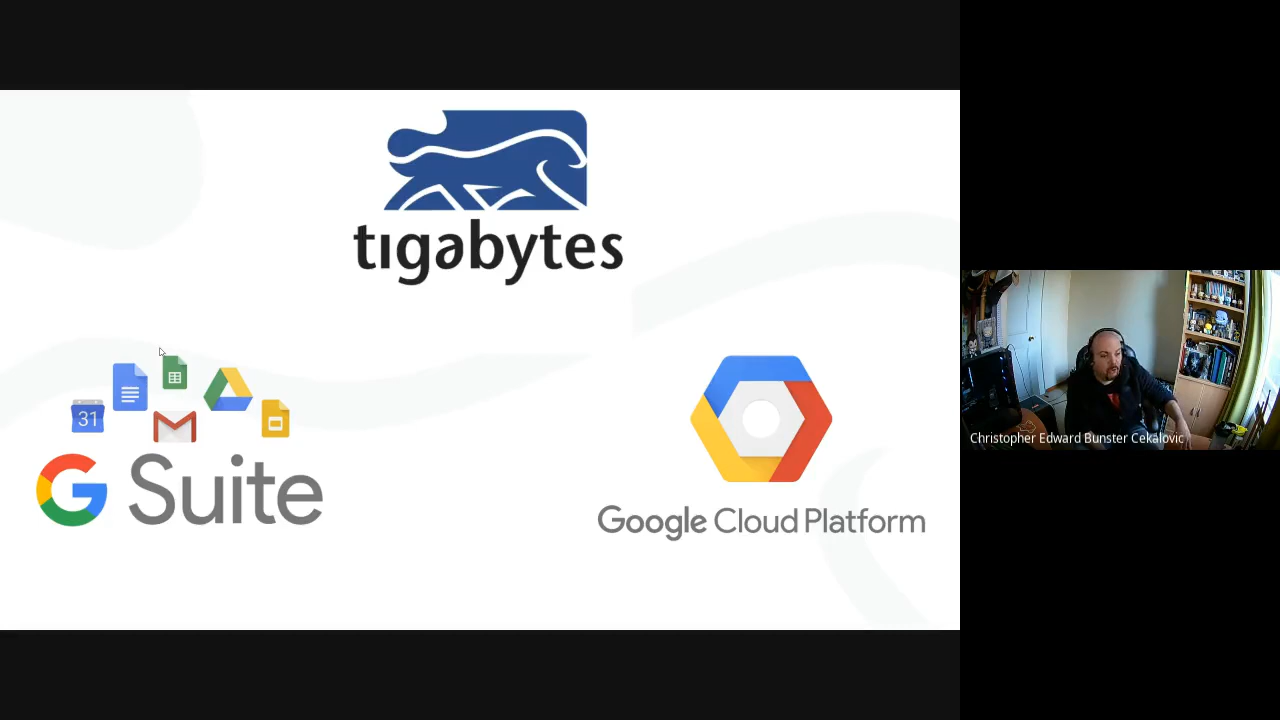 tigabytes
31
G Suite
Google Cloud Platform
Christopher Edward Bunster Cekalovic